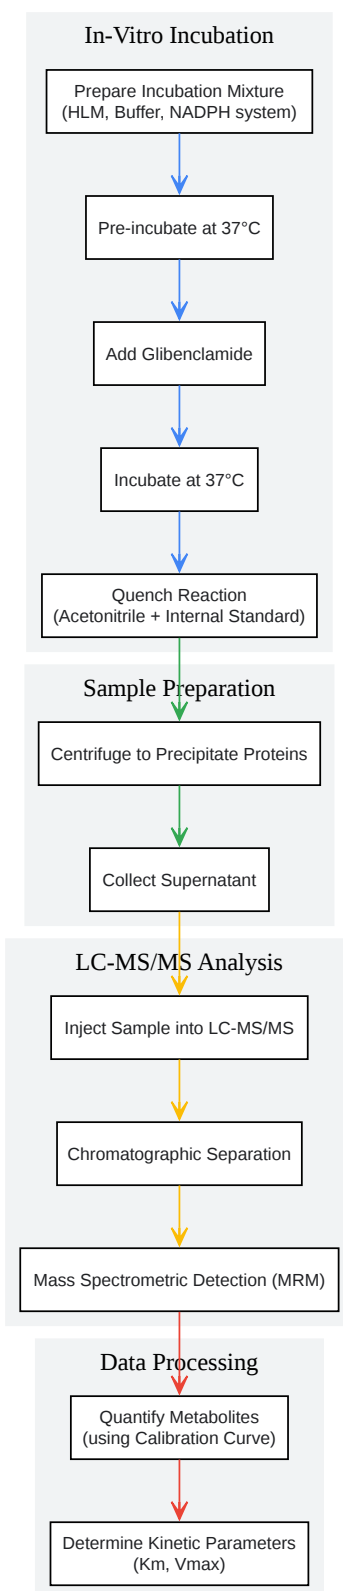 In-Vitro Incubation
Prepare Incubation Mixture
(HLM, Buffer, NADPH system)
Pre-incubate at 37°C
Add Glibenclamide
Incubate at 37°C
Quench Reaction
(Acetonitrile + Internal Standard)
Sample Preparation
Centrifuge to Precipitate Proteins
Collect Supernatant
LC-MS/MS Analysis
Inject Sample into LC-MS/MS
Chromatographic Separation
Mass Spectrometric Detection (MRM)
Data Processing
Quantify Metabolites
(using Calibration Curve)
Determine Kinetic Parameters
(Km, Vmax)